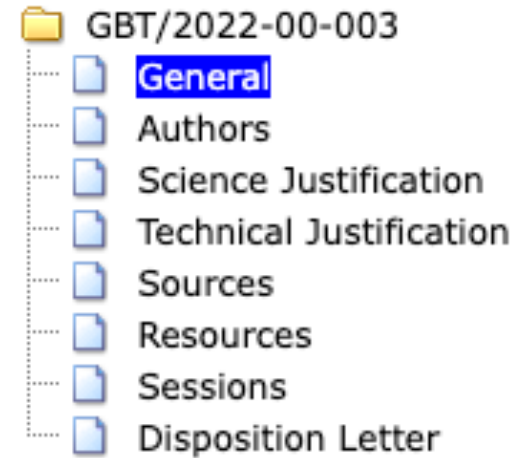 GBT/2022-00-003
General
Authors
Science Justification
Technical Justification
Sources
Resources
Sessions
Disposition Letter